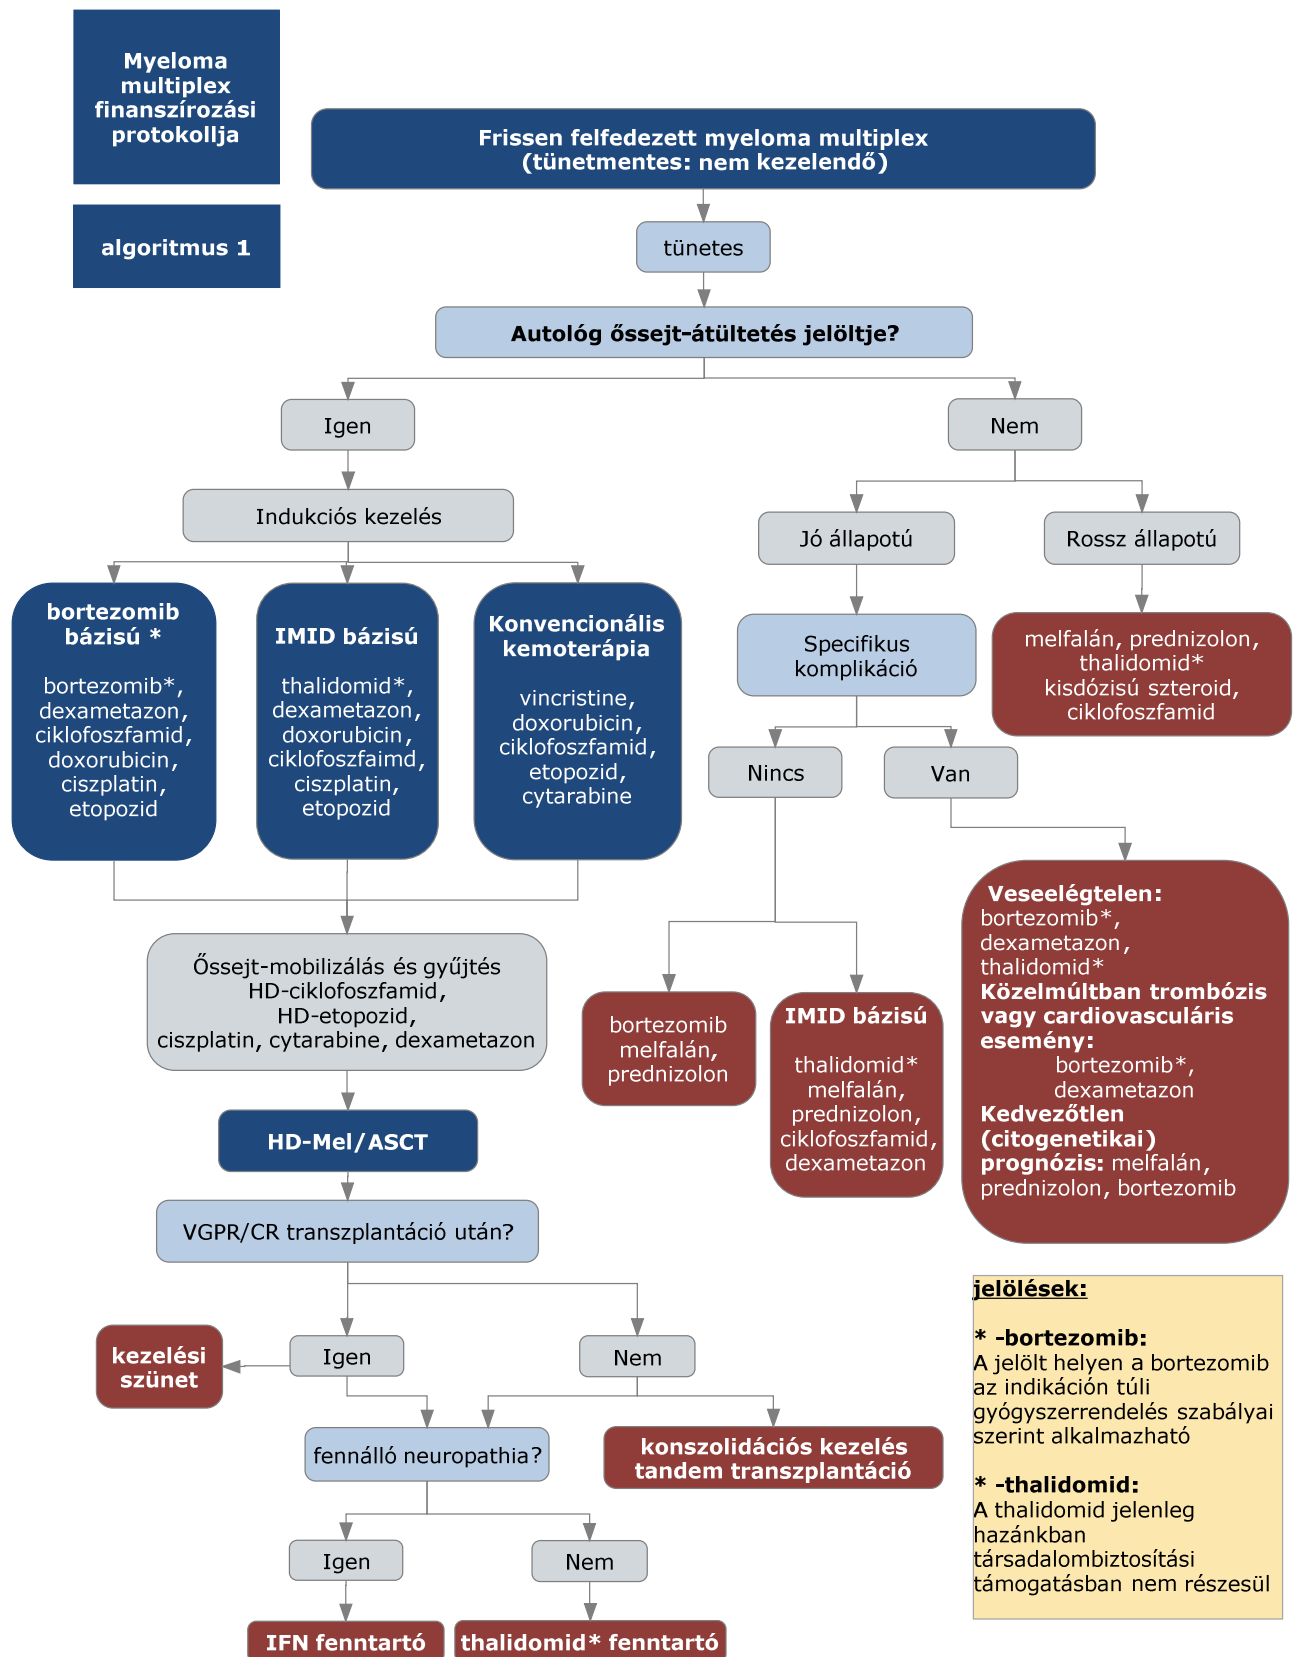 Myeloma
multiplex
finanszírozási
protokollja
algoritmus 1
Frissen felfedezett myeloma multiplex
(tünetmentes: nem kezelendő)
tünetes
Autológ őssejt-átültetés jelöltje?
Igen
Nem
Indukciós kezelés
Jó állapotú
Rossz állapotú
bortezomib
bázisú *
bortezomib*,
dexametazon,
ciklofoszfamid,
doxorubicin,
ciszplatin,
etopozid
IMID bázisú
thalidomid*,
dexametazon,
doxorubicin,
ciklofoszfaimd,
ciszplatin,
etopozid
Konvencionális
kemoterápia
vincristine,
doxorubicin,
ciklofoszfamid,
etopozid,
cytarabine
Specifikus
komplikáció
melfalán, prednizolon,
thalidomid*
kisdózisú szteroid,
ciklofoszfamid
Nincs
Van
Őssejt-mobilizálás és gyűjtés
HD-ciklofoszfamid,
HD-etopozid,
ciszplatin, cytarabine, dexametazon
bortezomib
melfalán,
prednizolon
IMID bázisú
thalidomid*
melfalán,
prednizolon,
ciklofoszfamid,
dexametazon
Veseelégtelen:
bortezomib*,
dexametazon,
thalidomid*
Közelmúltban trombózis
vagy cardiovasculáris
esemény:
bortezomib*,
dexametazon
Kedvezőtlen
(citogenetikai)
prognózis: melfalán,
prednizolon, bortezomib
HD-Mel/ASCT
VGPR/CR transzplantáció után?
kezelési
szünet
Igen
Nem
fennálló neuropathia?
konszolidációs kezelés
tandem transzplantáció
Igen
Nem
IFN fenntartó
thalidomid* fenntartó
jelölések:
* -bortezomib:
A jelölt helyen a bortezomib
az indikáción túli
gyógyszerrendelés szabályai
szerint alkalmazható
* -thalidomid:
A thalidomid jelenleg
hazánkban
társadalombiztosítási
támogatásban nem részesül